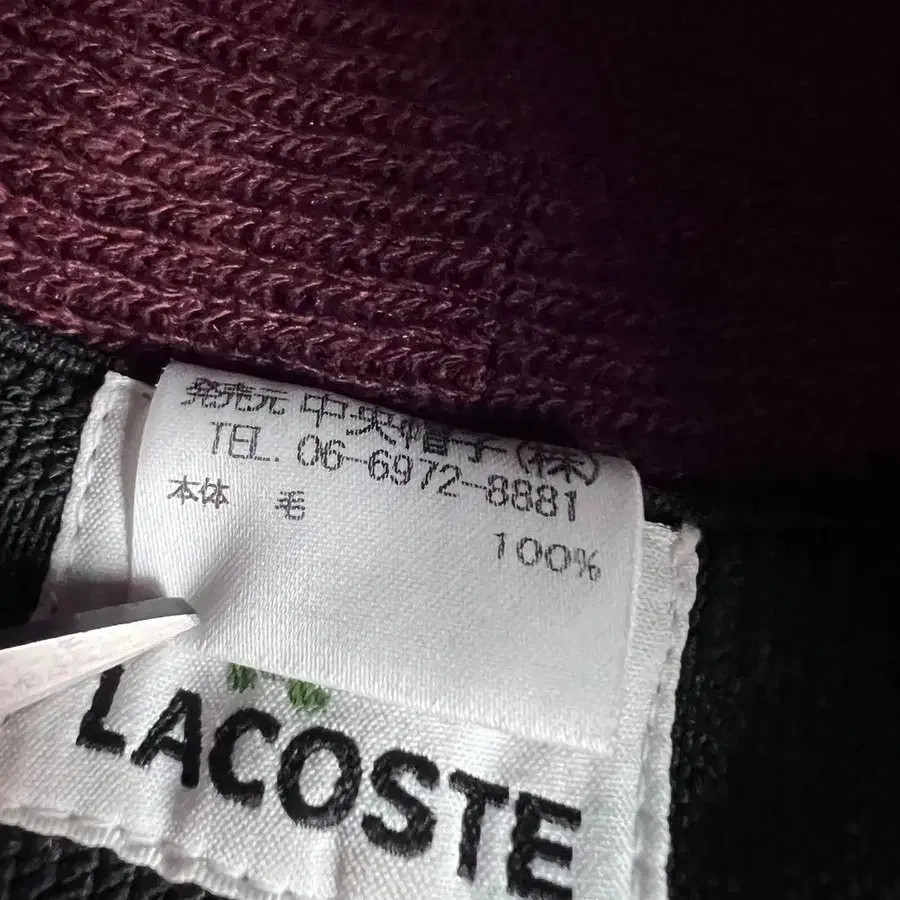 発売元 中央帽子(株)
TEL. 06-6972-8881
本体 毛
100%
LACOSTE